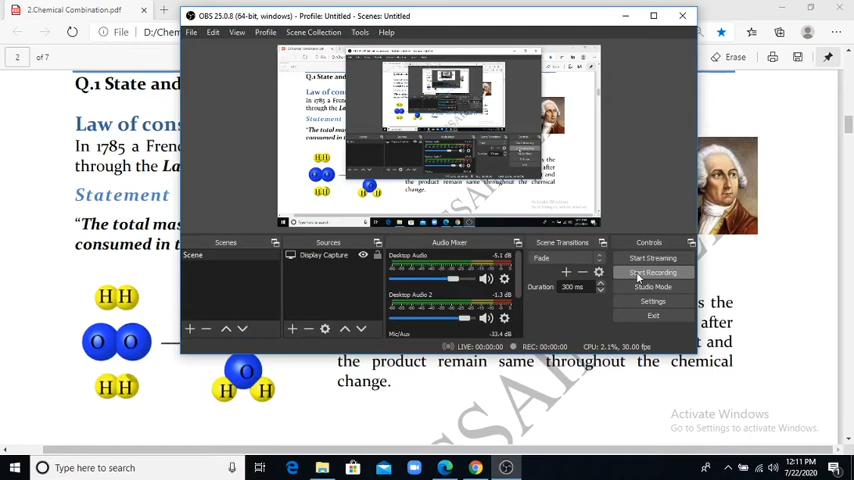 2.Chemical Combination.pdf
File
D:/Chem
2
of 7
Erase
OBS 25.0.8 (64-bit, windows) - Profile: Untitled - Scenes: Untitled
File Edit View Profile Scene Collection Tools Help
Q.1 State and
Law of cons
In 1785 a Fren
through the La
Statement
“The total mas
consumed in t
Scenes
Scene
Sources
Display Capture
Audio Mixer
Desktop Audio -5.1 dB
Desktop Audio 2 -1.3 dB
Mic/Aux -33.4 dB
Scene Transitions
Fade
Duration 300 ms
Controls
Start Streaming
Start Recording
Studio Mode
Settings
Exit
LIVE: 00:00:00 REC: 00:00:00 CPU: 2.1%, 30.00 fps
HH
O O
HH
O
H H
s the
after
and
the product remain same throughout the chemical
change.
Activate Windows
Go to Settings to activate Windows.
Type here to search
12:11 PM
7/22/2020